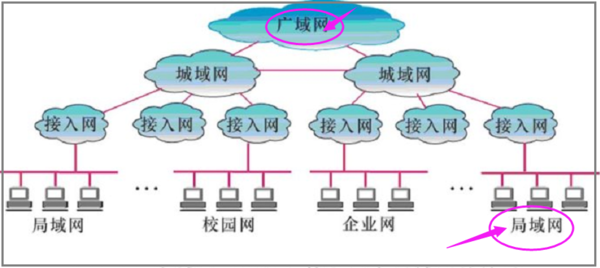 广域网
城域网 城域网
接入网 接入网 接入网 接入网 接入网 接入网
... ... ...
局域网 校园网 企业网 局域网